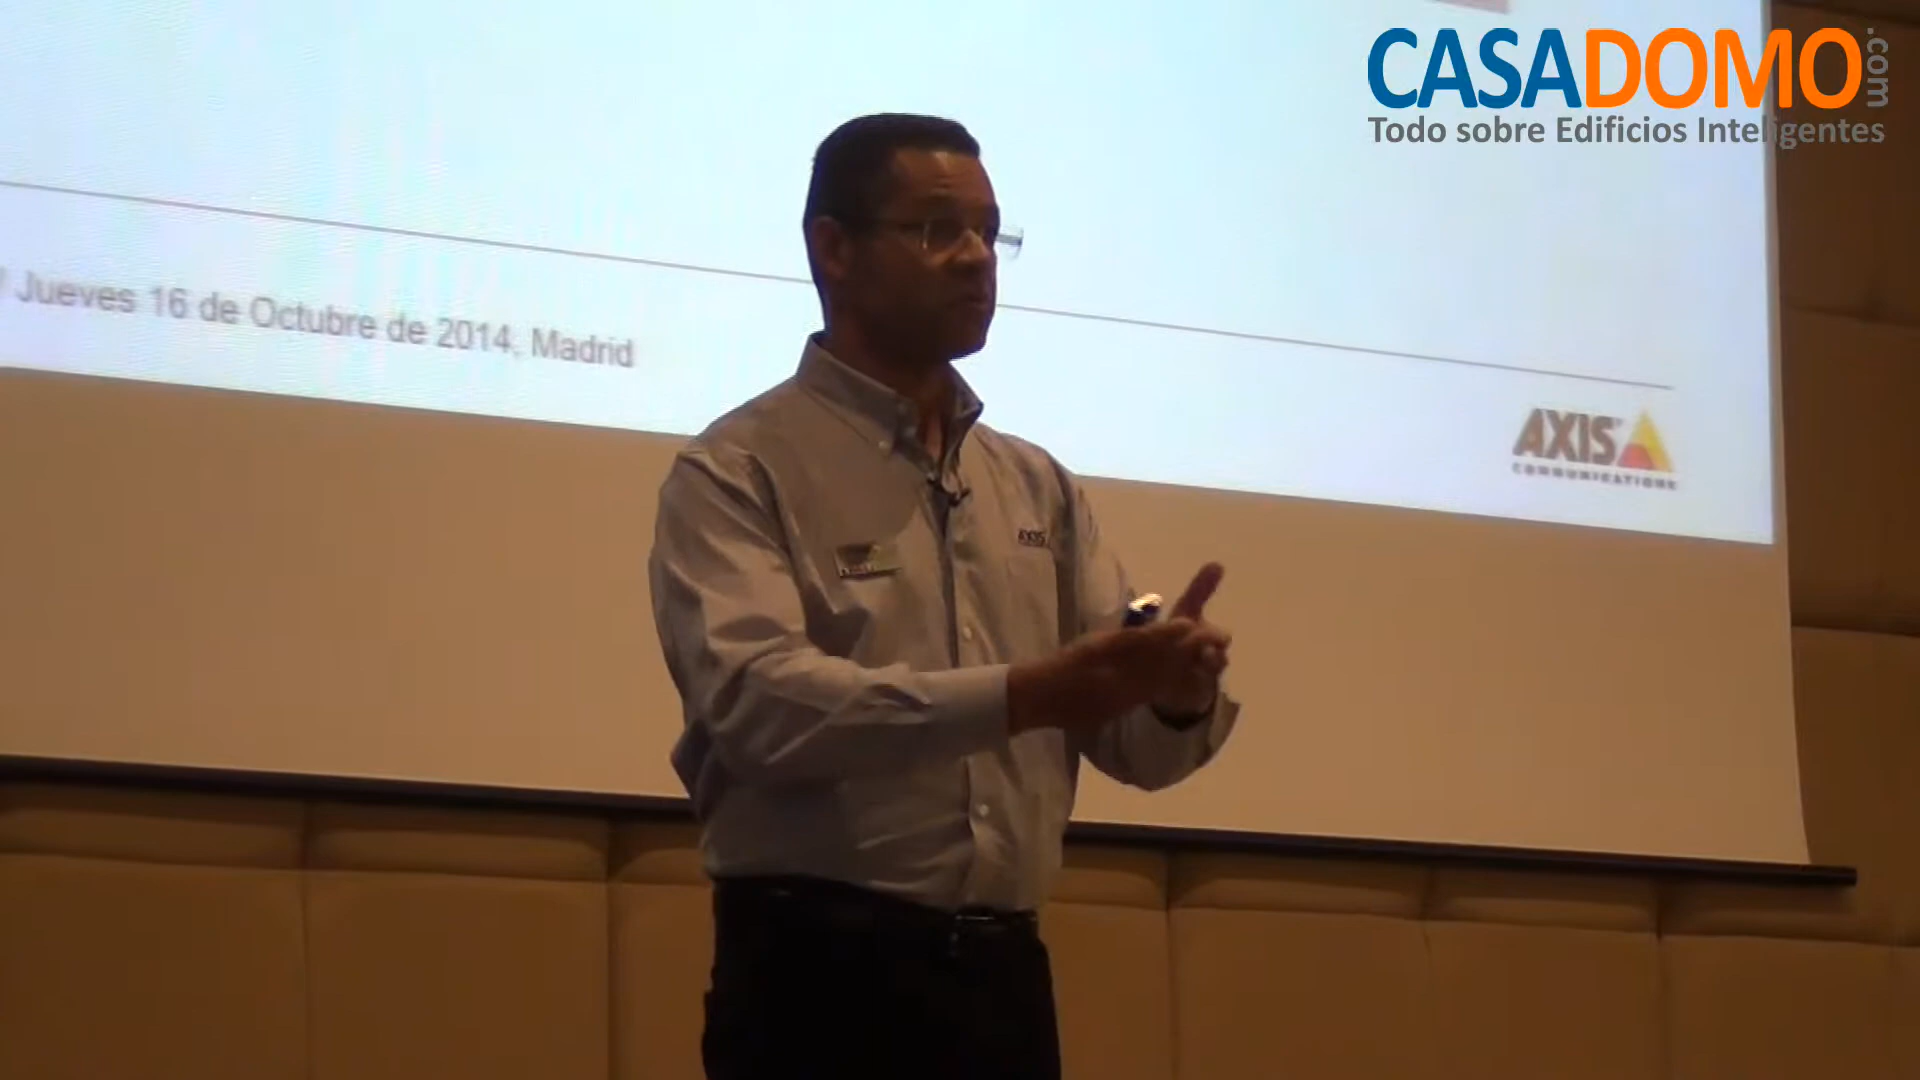 CASADOMO.com
Todo sobre Edificios Inteligentes
Jueves 16 de Octubre de 2014, Madrid
AXIS
COMMUNICATIONS
AXIS